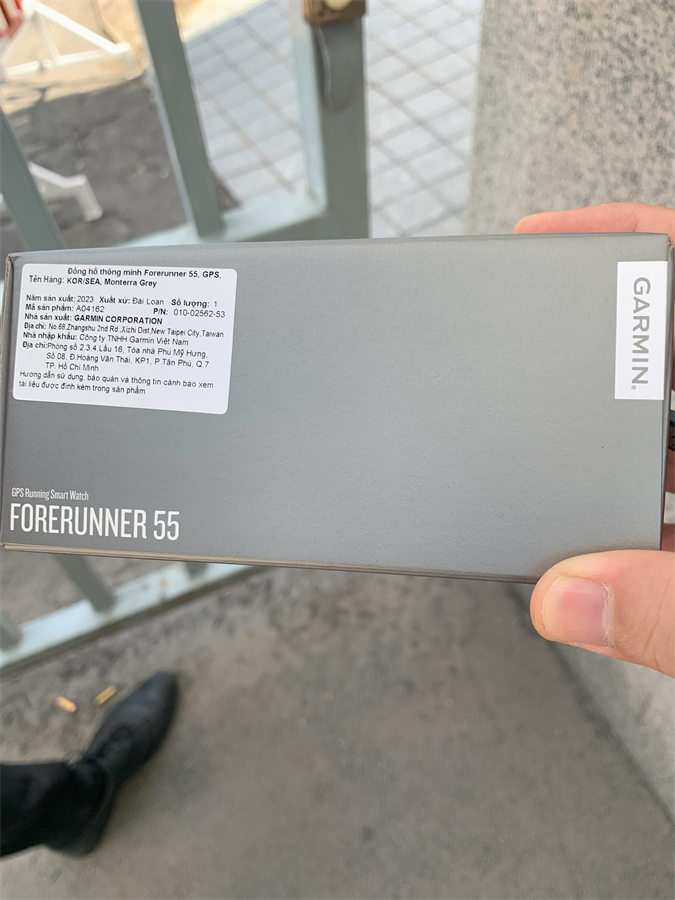 Đồng hồ thông minh Forerunner 55, GPS,
Tên Hàng: KOR/SEA, Monterra Grey
Năm sản xuất: 2023 Xuất xứ: Đài Loan Số lượng: 1
Mã sản phẩm: A04162 P/N: 010-02562-53
Nhà sản xuất: GARMIN CORPORATION
Địa chỉ: No.68,Zhangshu 2nd Rd.,Xizhi Dist,New Taipei City,Taiwan
Nhà nhập khẩu: Công ty TNHH Garmin Việt Nam
Địa chỉ:Phòng số 2,3,4,Lầu 16, Tòa nhà Phú Mỹ Hưng,
Số 08, Đ.Hoàng Văn Thái, KP1, P.Tân Phú, Q.7
TP. Hồ Chí Minh
Hướng dẫn sử dụng, bảo quản và thông tin cảnh báo xem
tài liệu được đính kèm trong sản phẩm
GARMIN®
GPS Running Smart Watch
FORERUNNER 55